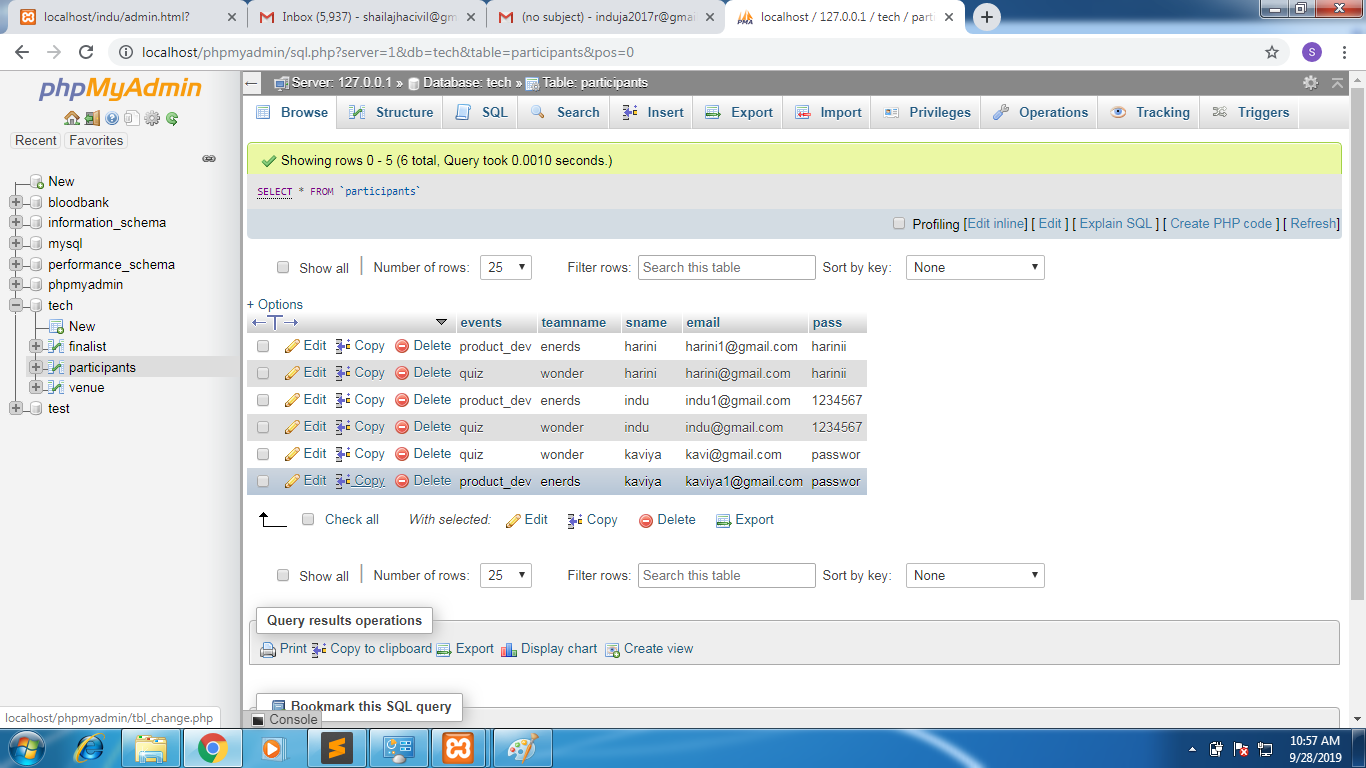 localhost/indu/admin.html?
Inbox (5,937) - shailajhacivil@gm
(no subject) - induja2017r@gmai
localhost / 127.0.0.1 / tech / parti
localhost/phpmyadmin/sql.php?server=1&db=tech&table=participants&pos=0
S
phpMyAdmin
Recent Favorites
New
bloodbank
information_schema
mysql
performance_schema
phpmyadmin
tech
New
finalist
participants
venue
test
localhost/phpmyadmin/tbl_change.php
Server: 127.0.0.1 » Database: tech » Table: participants
Browse Structure SQL Search Insert Export Import Privileges Operations Tracking Triggers
Showing rows 0 - 5 (6 total, Query took 0.0010 seconds.)
SELECT * FROM `participants`
Profiling [Edit inline] [ Edit ] [ Explain SQL ] [ Create PHP code ] [ Refresh]
Show all Number of rows: 25 Filter rows: Search this table Sort by key: None
+ Options
events teamname sname email pass
Edit Copy Delete product_dev enerds harini harini1@gmail.com harinii
Edit Copy Delete quiz wonder harini harini@gmail.com harinii
Edit Copy Delete product_dev enerds indu indu1@gmail.com 1234567
Edit Copy Delete quiz wonder indu indu@gmail.com 1234567
Edit Copy Delete quiz wonder kaviya kavi@gmail.com passwor
Edit Copy Delete product_dev enerds kaviya kaviya1@gmail.com passwor
Check all With selected: Edit Copy Delete Export
Show all Number of rows: 25 Filter rows: Search this table Sort by key: None
Query results operations
Print Copy to clipboard Export Display chart Create view
Bookmark this SQL query
Console
10:57 AM
9/28/2019